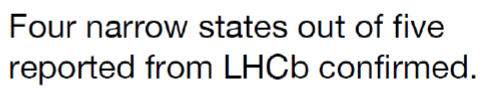 Four narrow states out of five
reported from LHCb confirmed.